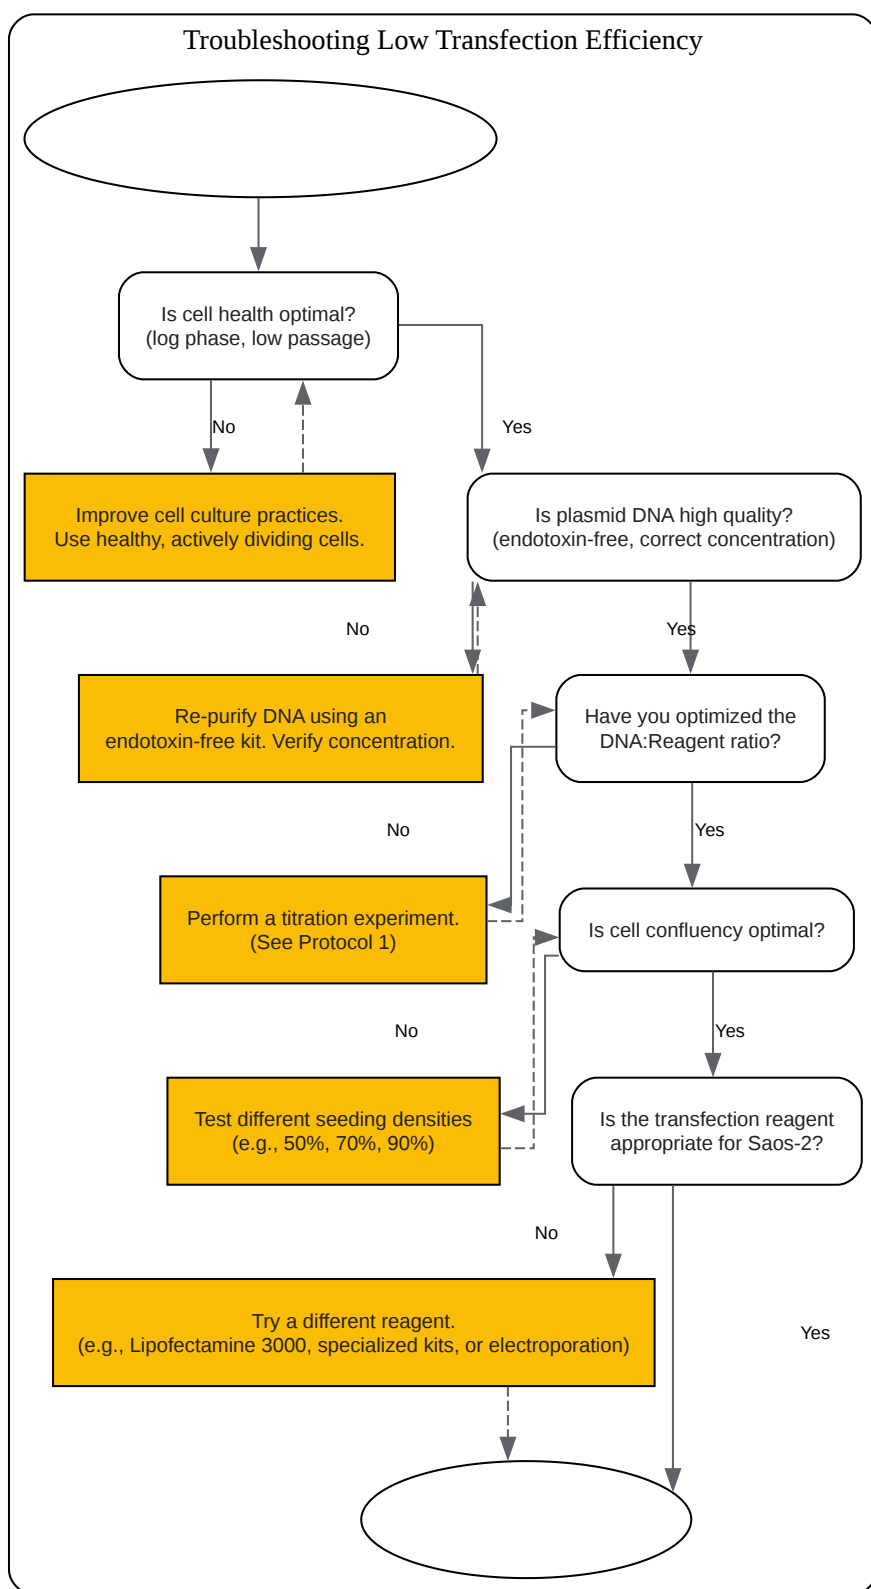 Troubleshooting Low Transfection Efficiency
Is cell health optimal?
(log phase, low passage)
No
Yes
Improve cell culture practices.
Use healthy, actively dividing cells.
Is plasmid DNA high quality?
(endotoxin-free, correct concentration)
No
Yes
Re-purify DNA using an
endotoxin-free kit. Verify concentration.
Have you optimized the
DNA:Reagent ratio?
No
Yes
Perform a titration experiment.
(See Protocol 1)
Is cell confluency optimal?
No
Yes
Test different seeding densities
(e.g., 50%, 70%, 90%)
Is the transfection reagent
appropriate for Saos-2?
No
Try a different reagent.
(e.g., Lipofectamine 3000, specialized kits, or electroporation)
Yes